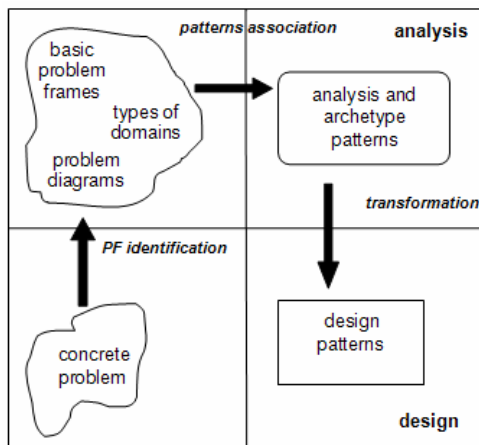 patterns association
analysis
basic
problem
frames
types of
domains
problem
diagrams
analysis and
archetype
patterns
transformation
PF identification
concrete
problem
design
patterns
design